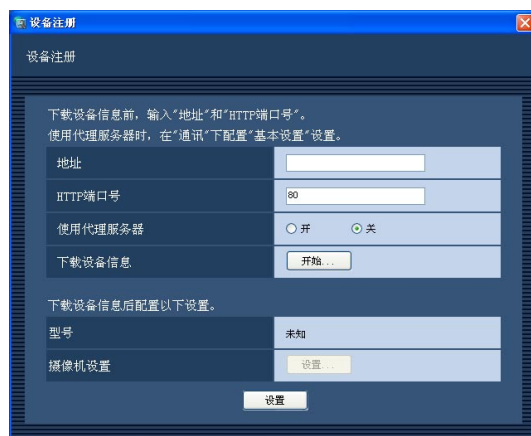 设备注册
设备注册
下载设备信息前，输入"地址"和"HTTP端口号"。
使用代理服务器时，在"通讯"下配置"基本设置"设置。
地址
HTTP端口号 80
使用代理服务器 开 关
下载设备信息 开始...
下载设备信息后配置以下设置。
型号 未知
摄像机设置 设置...
设置